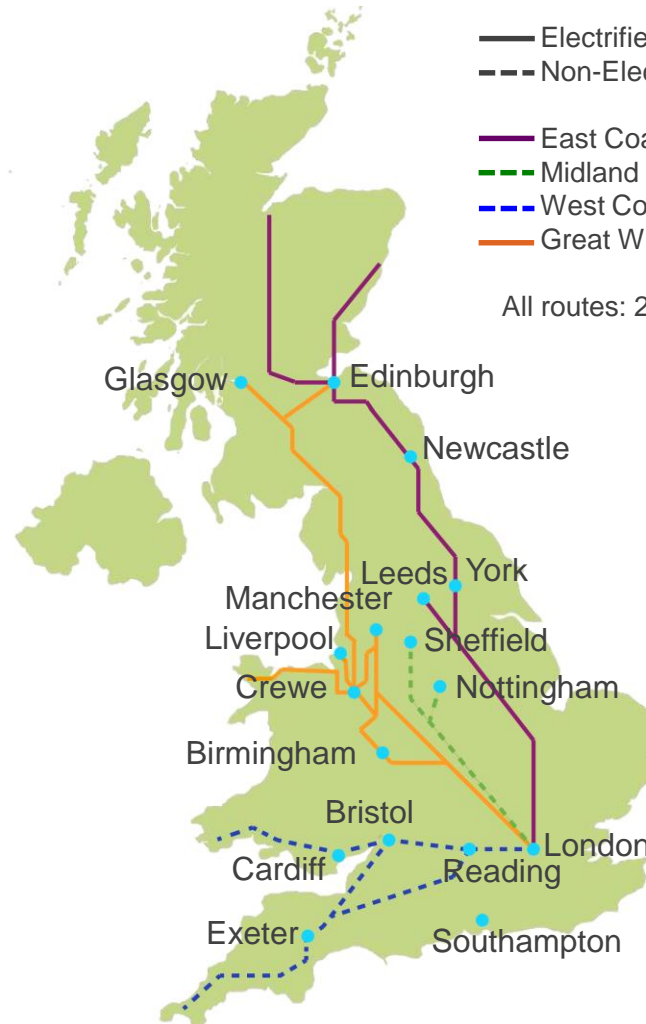 Electrifie
Non-Elec
East Coa
Midland
West Co
Great W
All routes: 2
Glasgow
Edinburgh
Newcastle
Leeds
York
Manchester
Liverpool
Sheffield
Crewe
Nottingham
Birmingham
Bristol
London
Cardiff
Reading
Exeter
Southampton